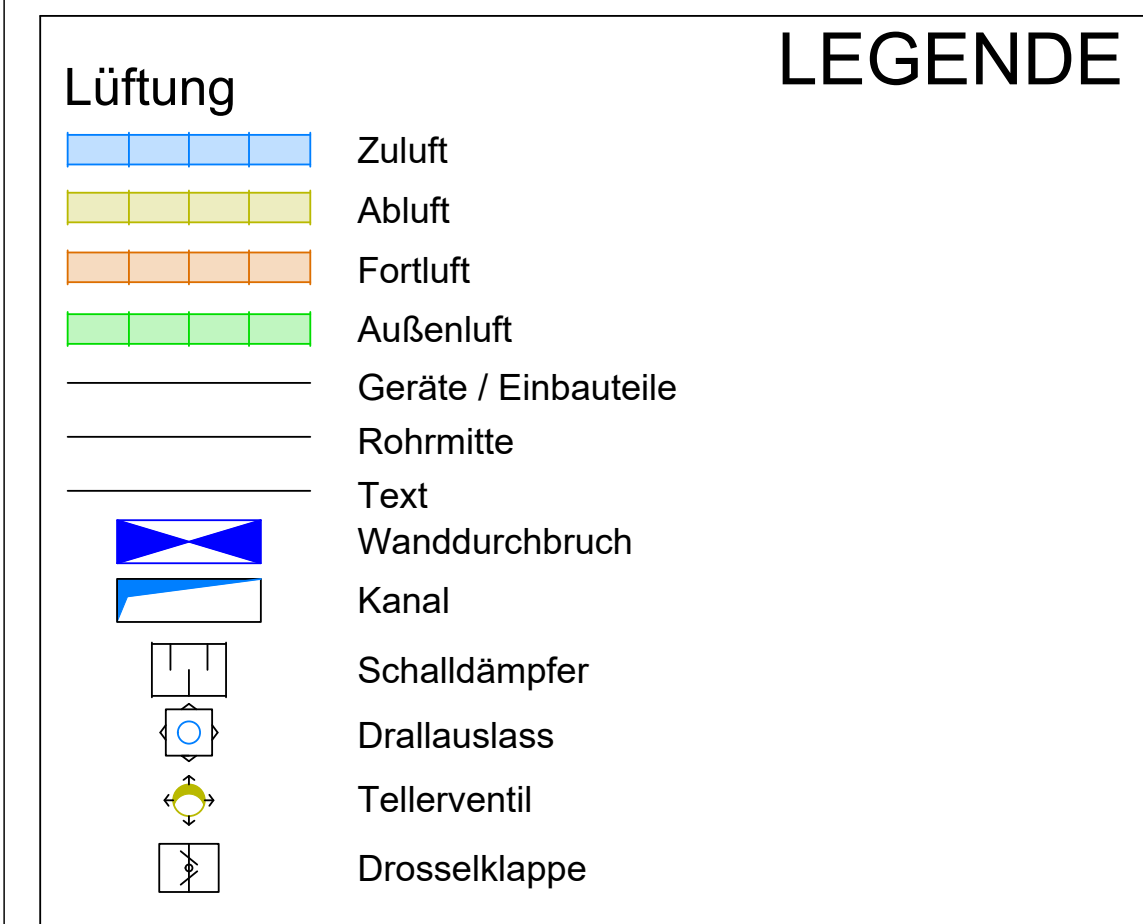 LEGENDE
Lüftung
Zuluft
Abluft
Fortluft
Außenluft
Geräte / Einbauteile
Rohrmitte
Text
Wanddurchbruch
Kanal
Schalldämpfer
Drallauslass
Tellerventil
Drosselklappe